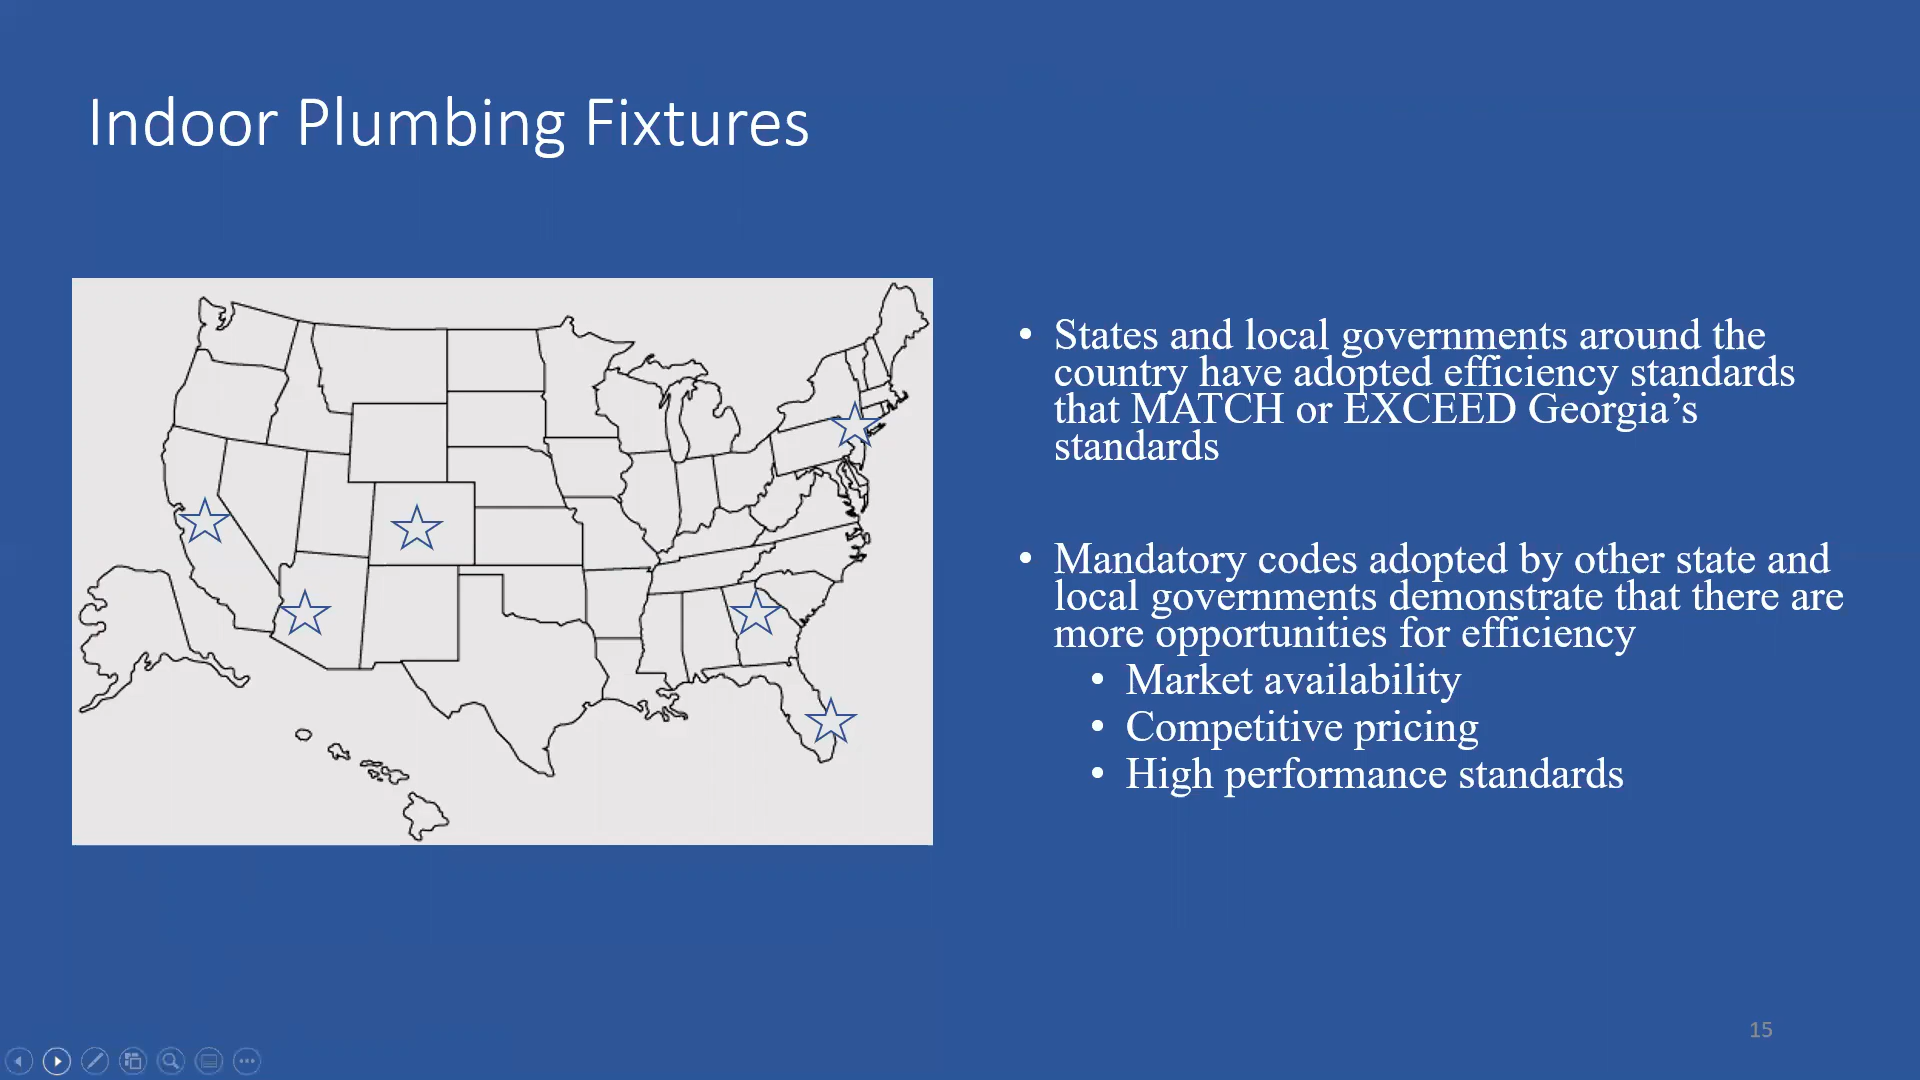 Indoor Plumbing Fixtures
• States and local governments around the
country have adopted efficiency standards
that MATCH or EXCEED Georgia’s
standards
• Mandatory codes adopted by other state and
local governments demonstrate that there are
more opportunities for efficiency
• Market availability
• Competitive pricing
• High performance standards
15